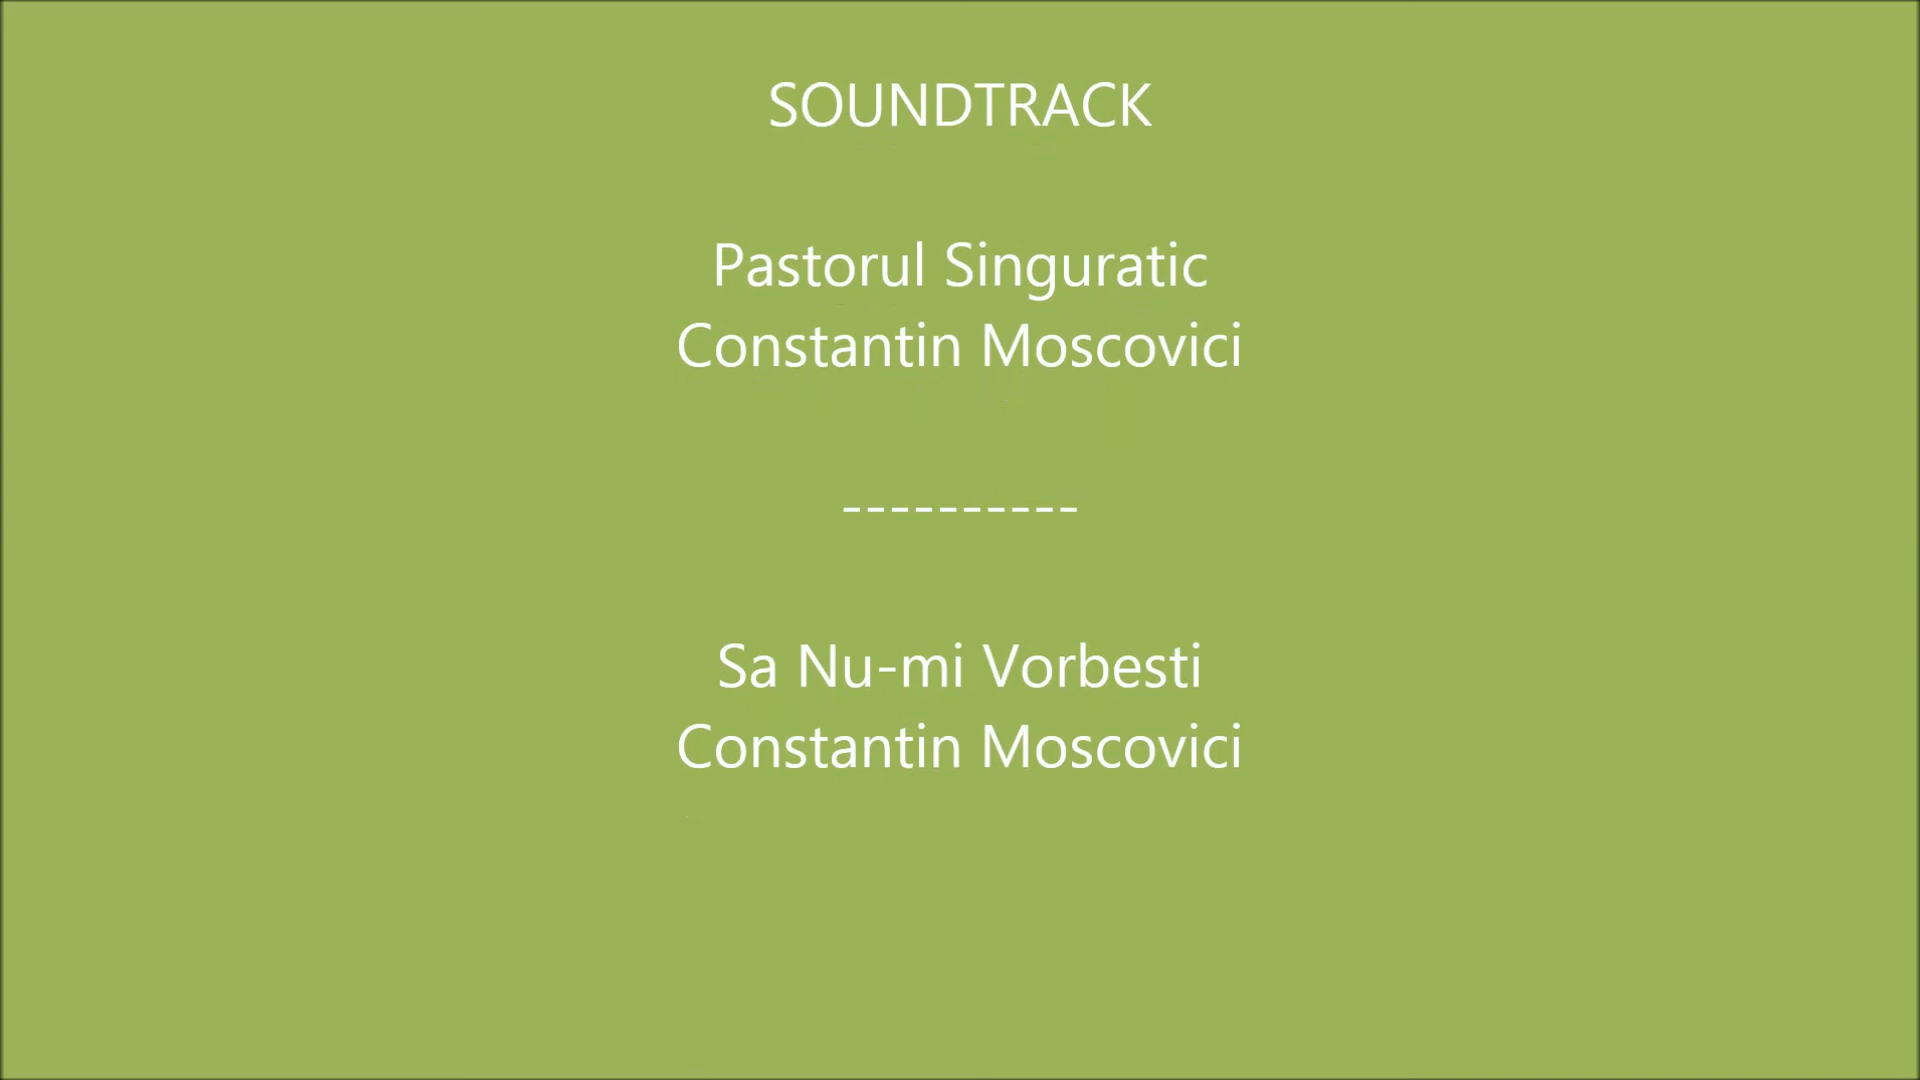 SOUNDTRACK
Pastorul Singuratic
Constantin Moscovici
----------
Sa Nu-mi Vorbesti
Constantin Moscovici